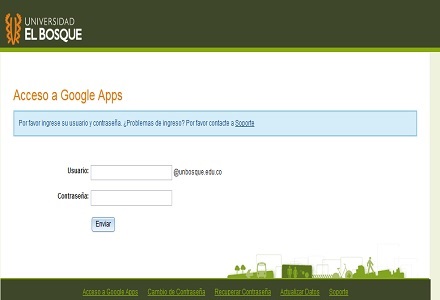 UNIVERSIDAD
EL BOSQUE
Acceso a Google Apps
Por favor ingrese su usuario y contraseña. ¿Problemas de ingreso? Por favor contacte a Soporte
Usuario: @unbosque.edu.co
Contraseña:
Enviar
Acceso a Google Apps Cambio de Contraseña Recuperar Contraseña Actualizar Datos Soporte